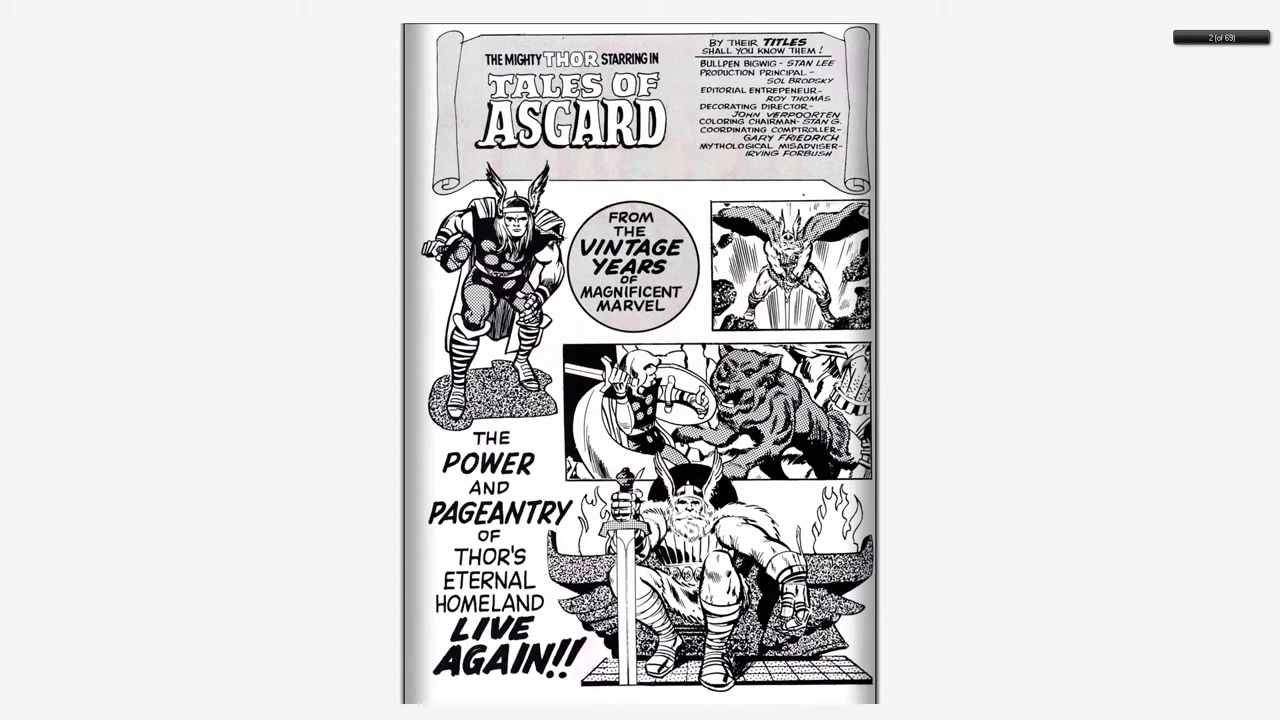 THE MIGHTY THOR STARRING IN
TALES OF
ASGARD
BY THEIR TITLES
SHALL YOU KNOW THEM!
BULLPEN BIGWIG - STAN LEE
PRODUCTION PRINCIPAL -
SOL BRODSKY
EDITORIAL ENTREPENEUR -
ROY THOMAS
DECORATING DIRECTOR -
JOHN VERPOORTEN
COLORING CHAIRMAN - STAN G.
COORDINATING COMPTROLLER -
GARY FRIEDRICH
MYTHOLOGICAL MISADVISER -
IRVING FORBUSH
FROM
THE
VINTAGE
YEARS
OF
MAGNIFICENT
MARVEL
THE
POWER
AND
PAGEANTRY
OF
THOR'S
ETERNAL
HOMELAND
LIVE
AGAIN!!
2 (of 69)